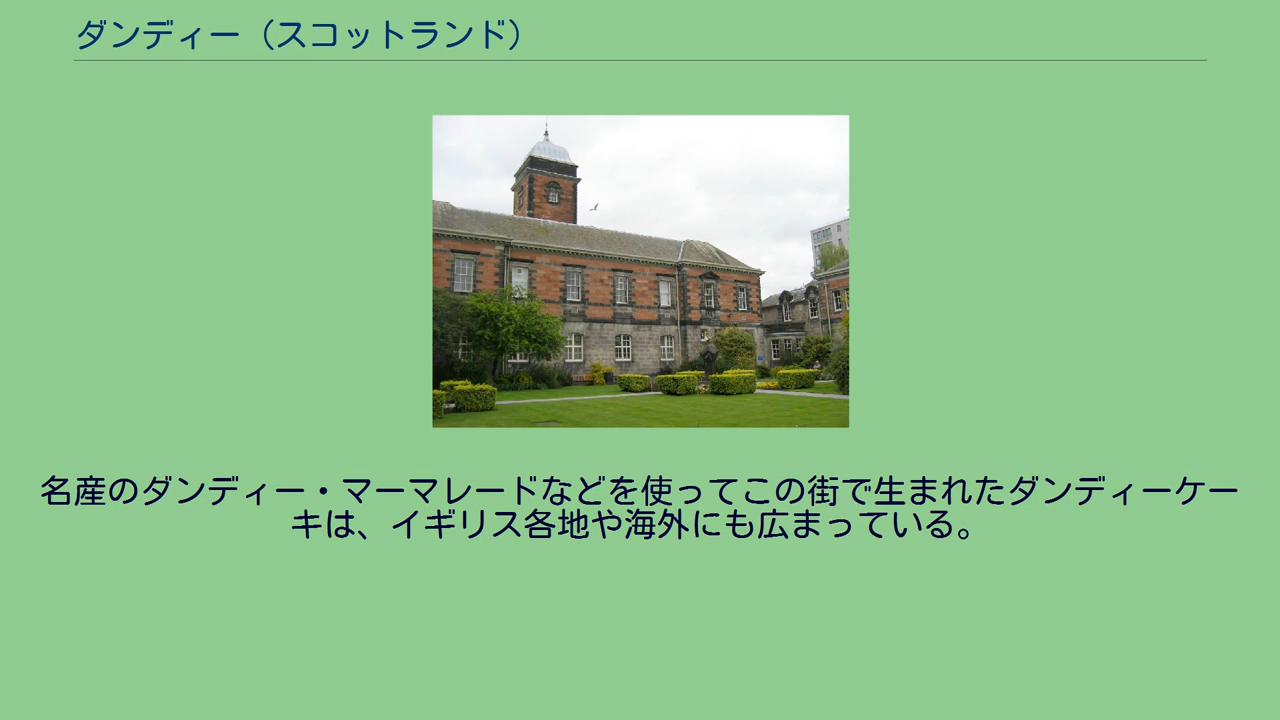 ダンディー（スコットランド）
名産のダンディー・マーマレードなどを使ってこの街で生まれたダンディーケー
キは、イギリス各地や海外にも広まっている。